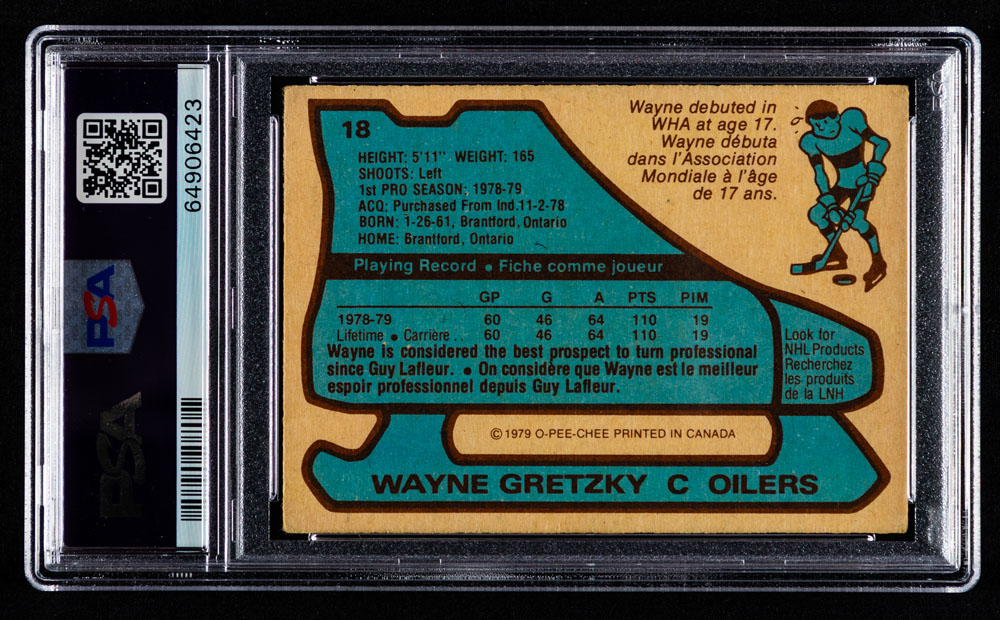 64906423
PSA
PSA
18
HEIGHT: 5'11" WEIGHT: 165
SHOOTS: Left
1st PRO SEASON: 1978-79
ACQ: Purchased From Ind.11-2-78
BORN: 1-26-61, Brantford, Ontario
HOME: Brantford, Ontario
Wayne debuted in
WHA at age 17.
Wayne débuta
dans l'Association
Mondiale à l'âge
de 17 ans.
Playing Record • Fiche comme joueur
GP G A PTS PIM
1978-79 60 46 64 110 19
Lifetime • Carrière . . 60 46 64 110 19
Wayne is considered the best prospect to turn professional
since Guy Lafleur. • On considère que Wayne est le meilleur
espoir professionnel depuis Guy Lafleur.
Look for
NHL Products
Recherchez
les produits
de la LNH
© 1979 O-PEE-CHEE PRINTED IN CANADA
WAYNE GRETZKY C OILERS